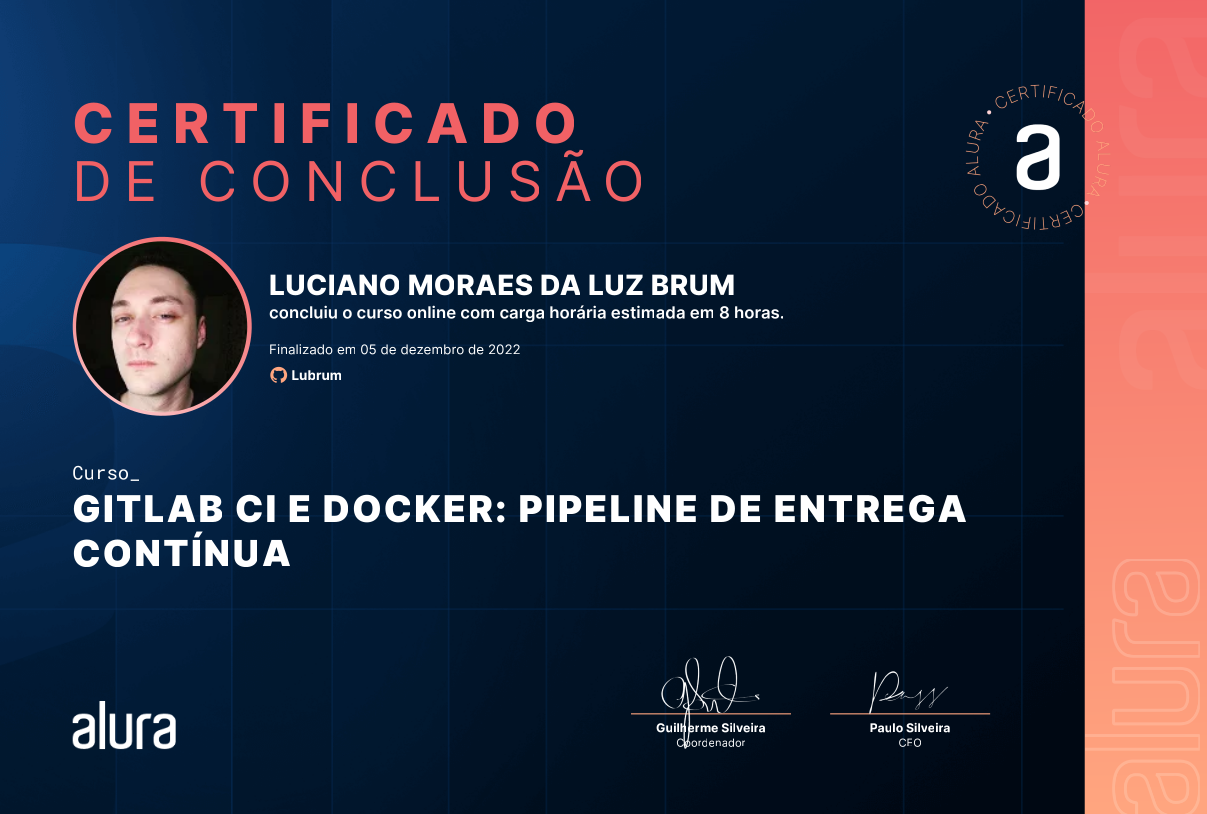 CERTIFICADO
DE CONCLUSÃO
CERTIFICADO ALURA • CERTIFICADO ALURA •
a
LUCIANO MORAES DA LUZ BRUM
concluiu o curso online com carga horária estimada em 8 horas.
Finalizado em 05 de dezembro de 2022
Lubrum
Curso_
GITLAB CI E DOCKER: PIPELINE DE ENTREGA
CONTÍNUA
alura
Guilherme Silveira
Coordenador
Paulo Silveira
CFO
alura
alura